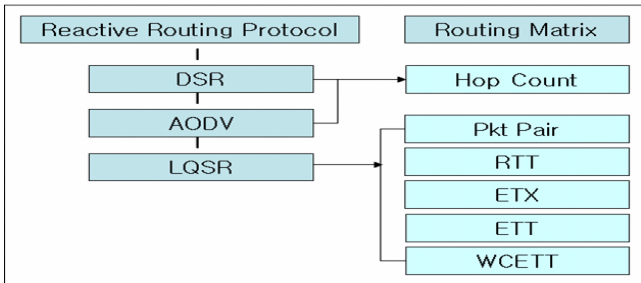 Reactive Routing Protocol
Routing Matrix
DSR
Hop Count
AODV
Pkt Pair
LQSR
RTT
ETX
ETT
WCETT